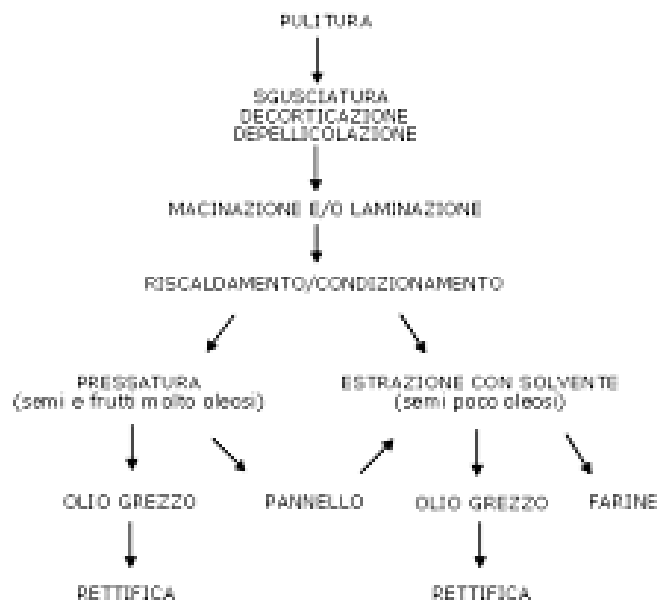 PULITURA
SGUSCIATURA
DECORTICAZIONE
DEPELLICOLAZIONE
MACINAZIONE E/O LAMINAZIONE
RISCALDAMENTO/CONDIZIONAMENTO
PRESSATURA
(semi e frutti molto oleosi)
ESTRAZIONE CON SOLVENTE
(semi poco oleosi)
OLIO GREZZO
PANNELLO
OLIO GREZZO
FARINE
RETTIFICA
RETTIFICA